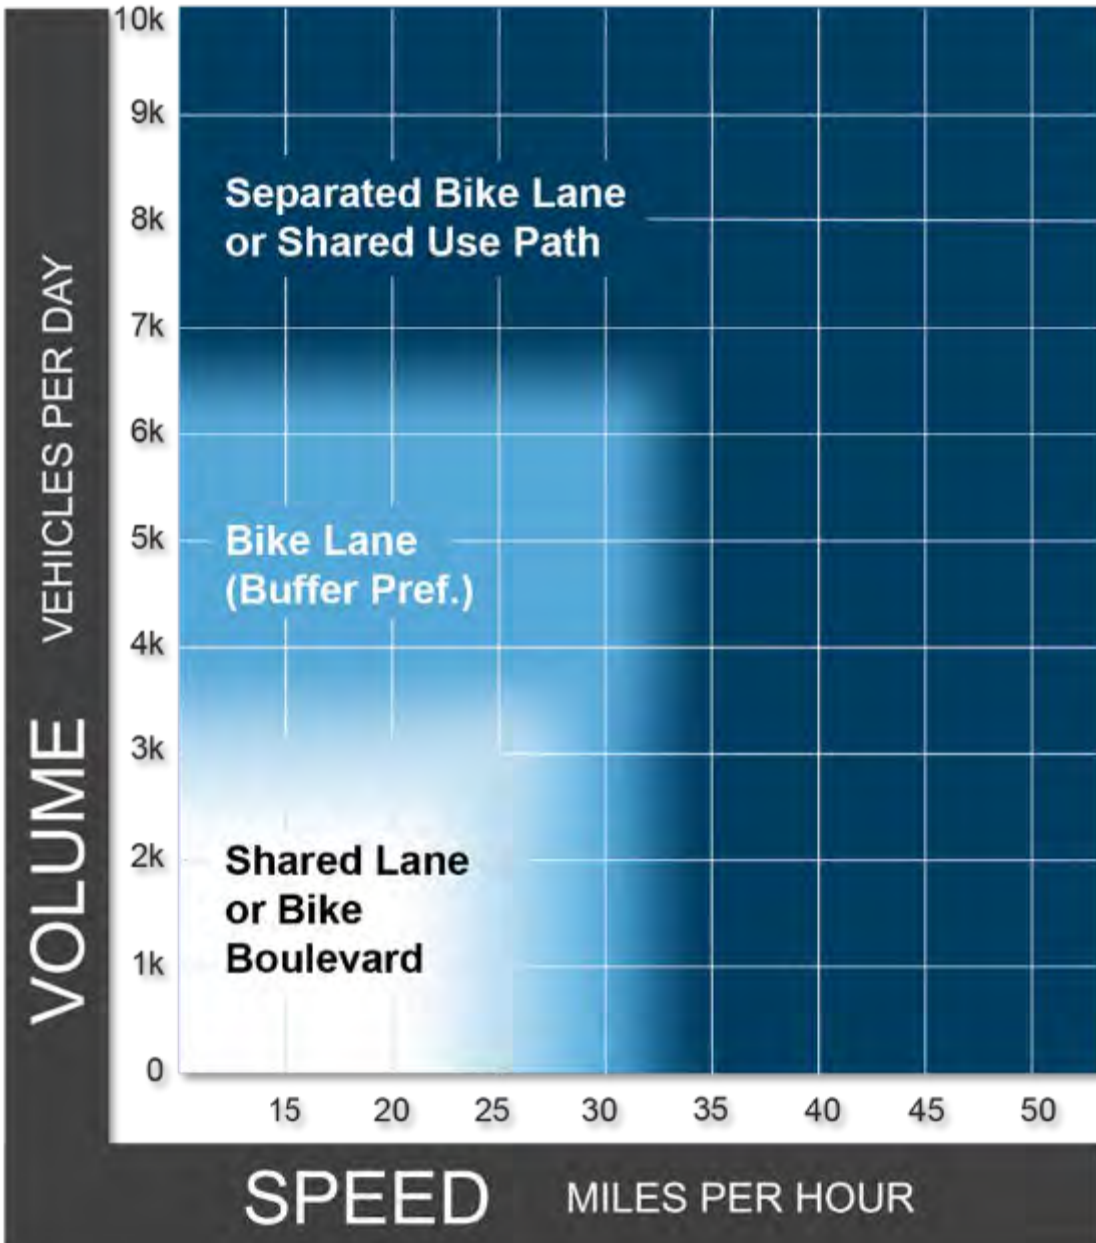 10k
9k
Separated Bike Lane
8k
or Shared Use Path
7k
6k
5k
Bike Lane
(Buffer Pref.)
4k
3k
2k
Shared Lane
or Bike
Boulevard
1k
0
VOLUME VEHICLES PER DAY
15 20 25 30 35 40 45 50
SPEED MILES PER HOUR